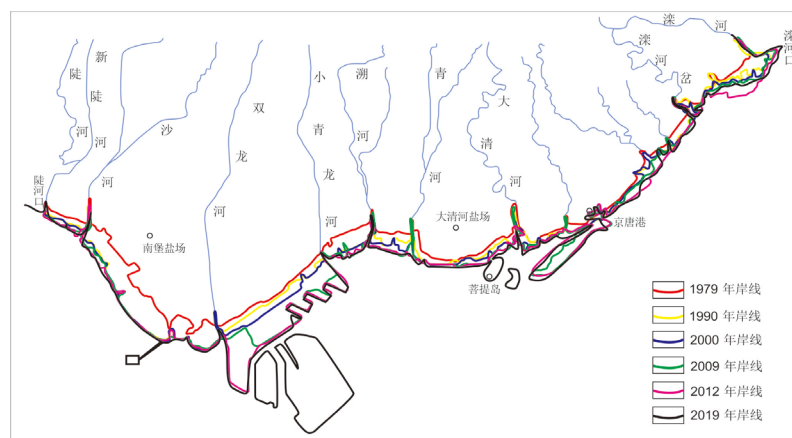 滦河
滦河口
滦河岔
新陡河
陡河
沙河
双龙河
小青龙河
溯河
青河
大清河
陡河口
南堡盐场
大清河盐场
京唐港
菩提岛
1979 年岸线
1990 年岸线
2000 年岸线
2009 年岸线
2012 年岸线
2019 年岸线